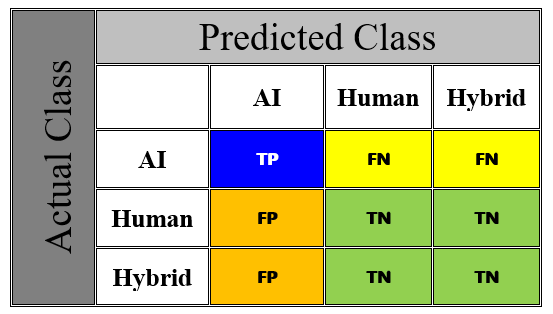 Predicted Class
Actual Class
AI Human Hybrid
AI TP FN FN
Human FP TN TN
Hybrid FP TN TN